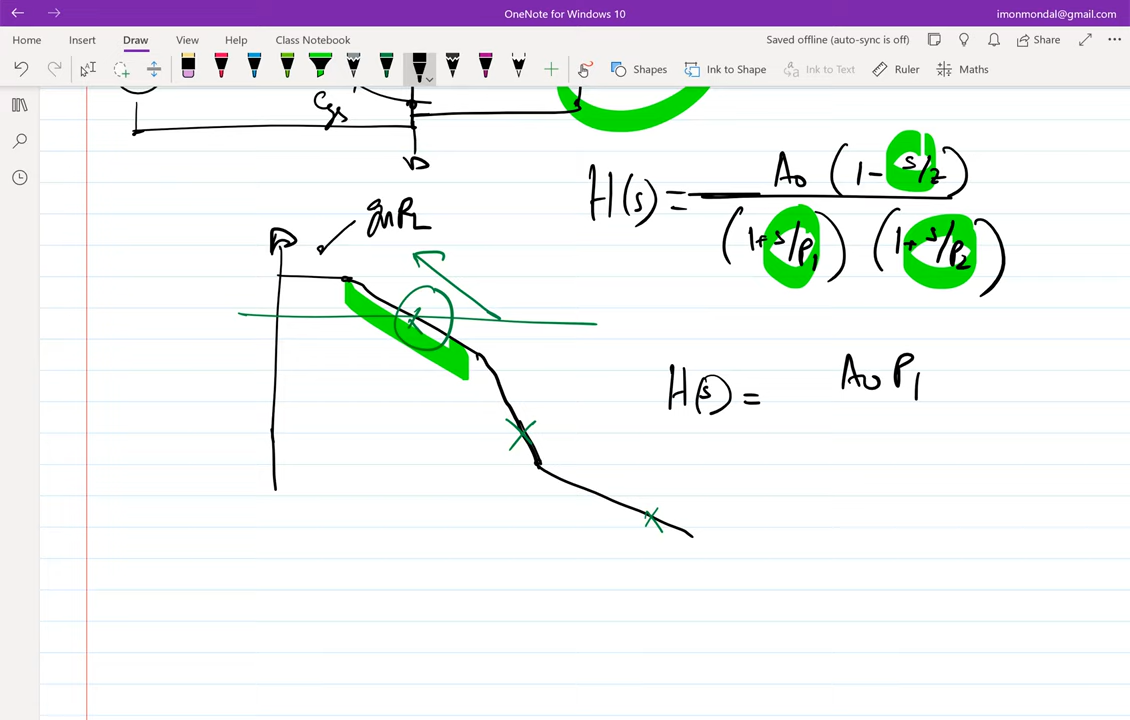 OneNote for Windows 10
imonmondal@gmail.com
Home Insert Draw View Help Class Notebook
Saved offline (auto-sync is off)
Share
Shapes Ink to Shape Ink to Text Ruler Maths
Cgs
H(s) = A0 (1 - s/z)
(1 + s/p1) (1 + s/p2)
gmRL
H(s) = A0 P1